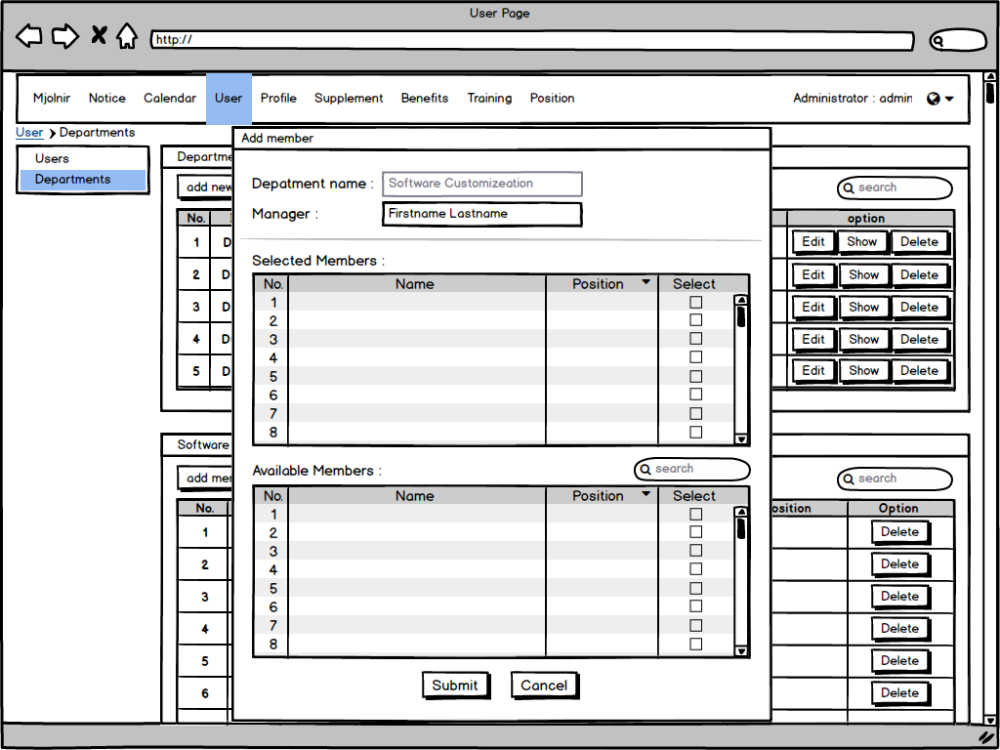 User Page
http://
Mjolnir Notice Calendar User Profile Supplement Benefits Training Position Administrator : admin
User Departments
Users
Departments
Departme
add new
search
No. option
1 D Edit Show Delete
2 D Edit Show Delete
3 D Edit Show Delete
4 D Edit Show Delete
5 D Edit Show Delete
Software
add mer
search
No. osition Option
1 Delete
2 Delete
3 Delete
4 Delete
5 Delete
6 Delete
Add member
Depatment name : Software Customizeation
Manager : Firstname Lastname
Selected Members :
No. Name Position Select
1
2
3
4
5
6
7
8
Available Members : search
No. Name Position Select
1
2
3
4
5
6
7
8
Submit Cancel